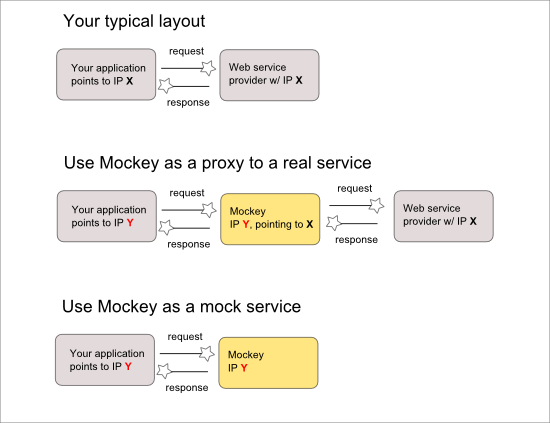 Your typical layout
request
Your application
points to IP X
Web service
provider w/ IP X
response
Use Mockey as a proxy to a real service
request
request
Your application
points to IP Y
Mockey
IP Y, pointing to X
Web service
provider w/ IP X
response
response
Use Mockey as a mock service
request
Your application
points to IP Y
Mockey
IP Y
response